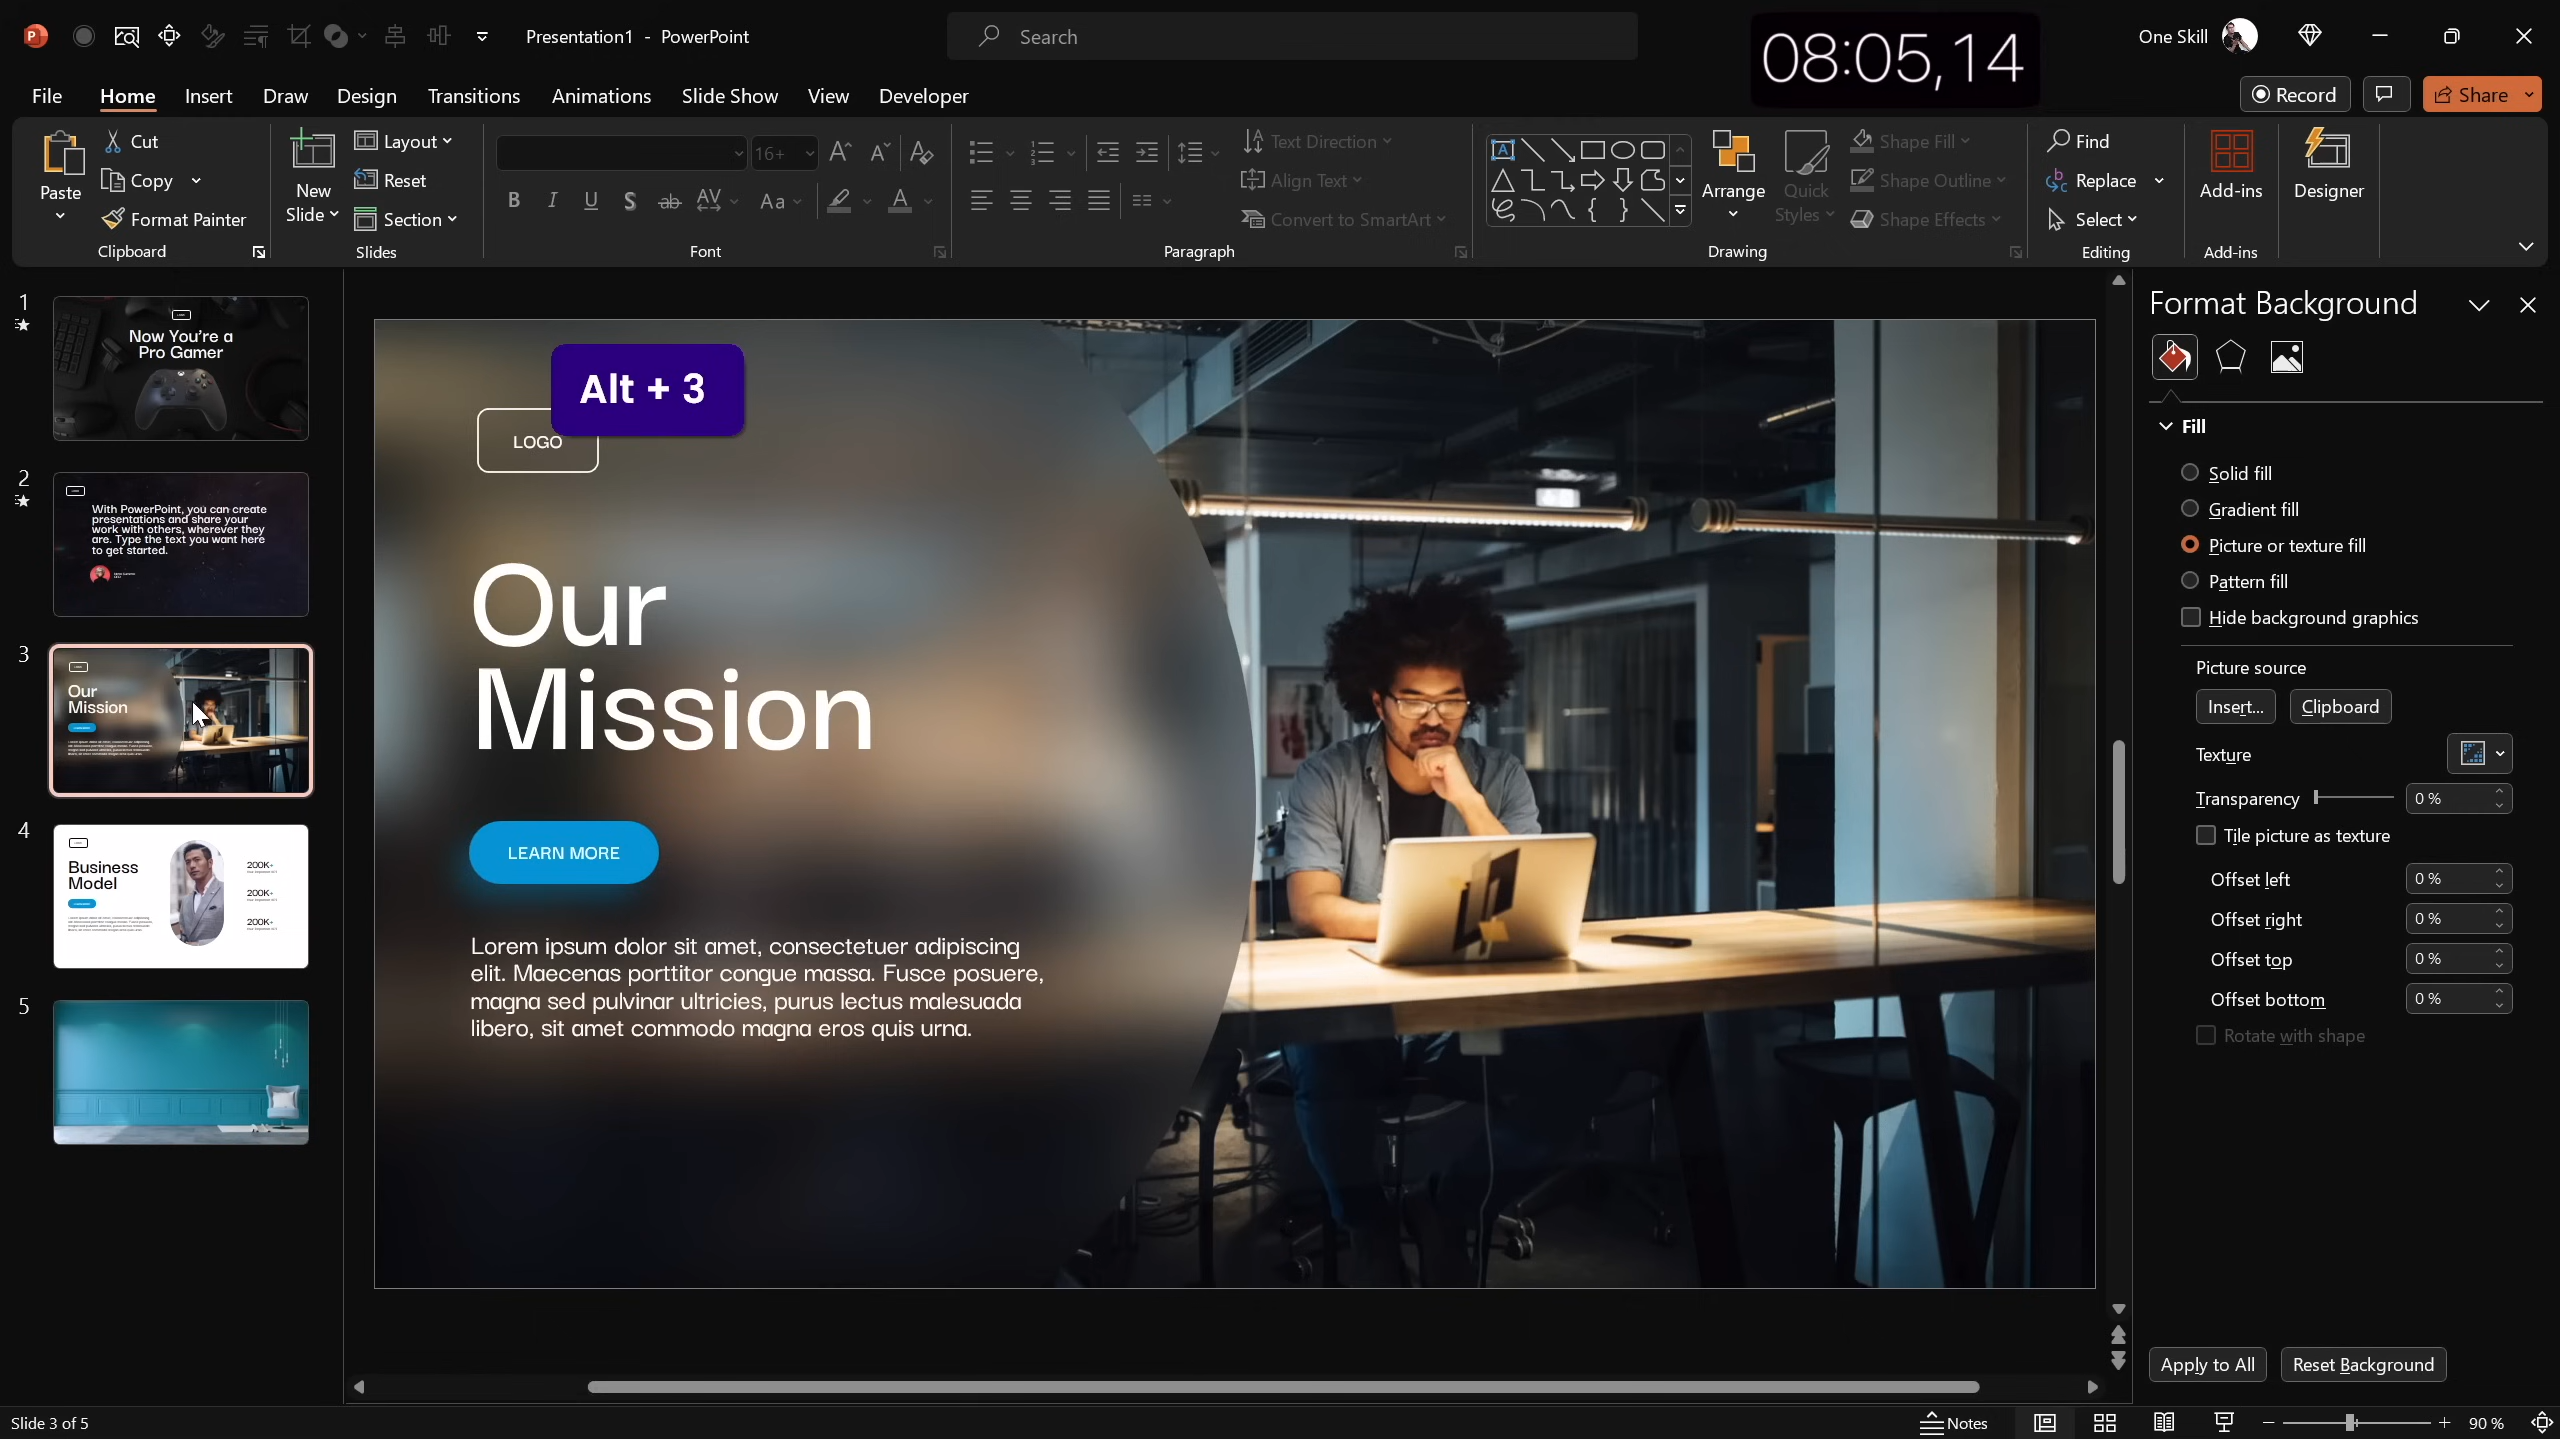 Presentation1 - PowerPoint
Search
08:05,14
One Skill
File
Home
Insert
Draw
Design
Transitions
Animations
Slide Show
View
Developer
Record
Share
Paste
Cut
Copy
Format Painter
Clipboard
New
Slide
Layout
Reset
Section
Slides
16+
Font
Text Direction
Align Text
Convert to SmartArt
Paragraph
Arrange
Quick
Styles
Shape Fill
Shape Outline
Shape Effects
Drawing
Find
Replace
Select
Editing
Add-ins
Add-ins
Designer
1
Now You're a
Pro Gamer
2
With PowerPoint, you can create
presentations and share your
work with others, wherever they
are. Type the text you want here
to get started.
3
Our
Mission
4
Business
Model
200K+
200K+
200K+
5
Alt + 3
LOGO
Our
Mission
LEARN MORE
Lorem ipsum dolor sit amet, consectetuer adipiscing
elit. Maecenas porttitor congue massa. Fusce posuere,
magna sed pulvinar ultricies, purus lectus malesuada
libero, sit amet commodo magna eros quis urna.
Format Background
Fill
Solid fill
Gradient fill
Picture or texture fill
Pattern fill
Hide background graphics
Picture source
Insert...
Clipboard
Texture
Transparency
0 %
Tile picture as texture
Offset left
0 %
Offset right
0 %
Offset top
0 %
Offset bottom
0 %
Rotate with shape
Apply to All
Reset Background
Slide 3 of 5
Notes
90 %